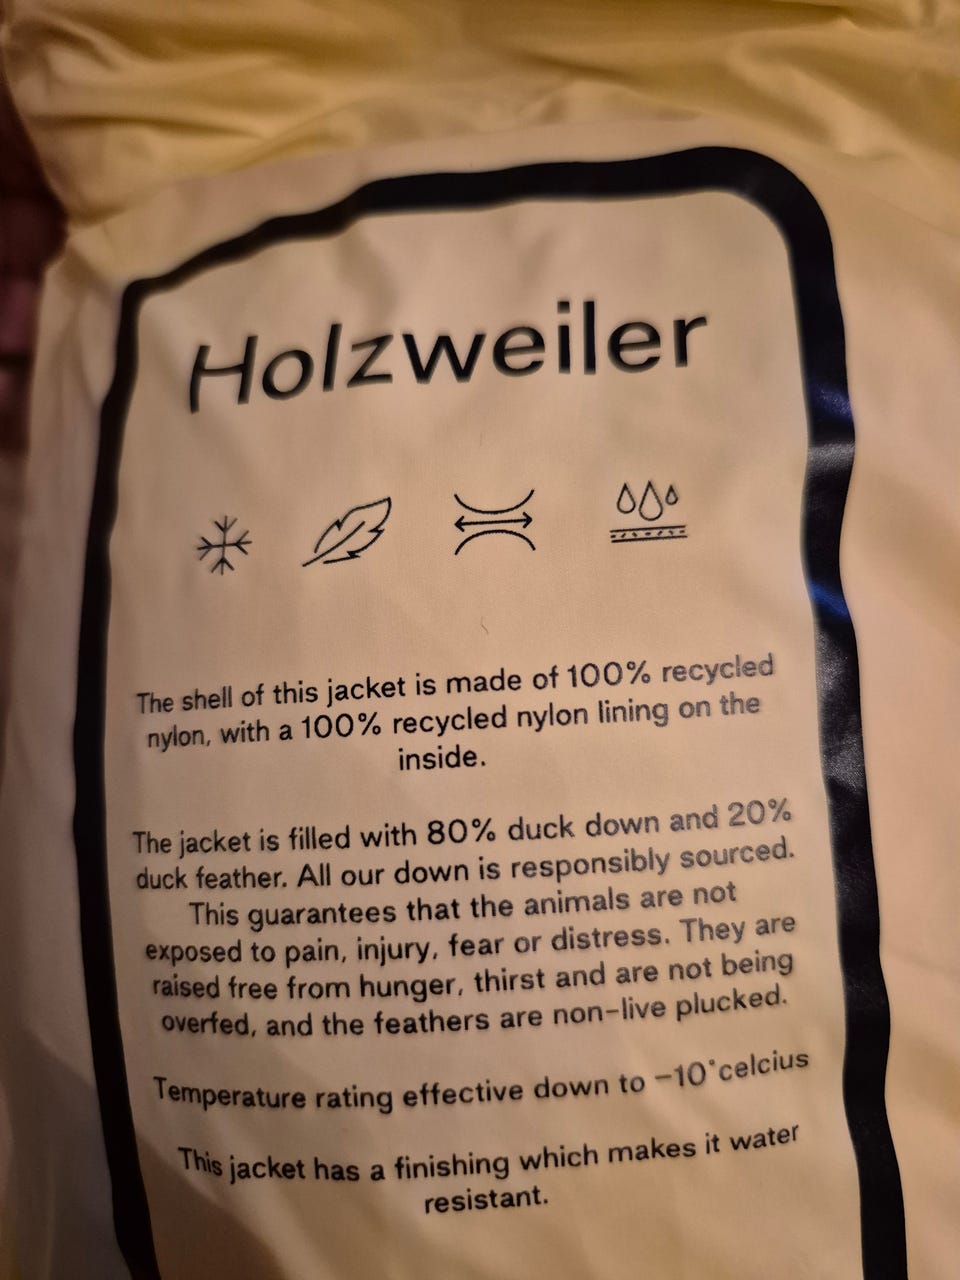 Holzweiler
The shell of this jacket is made of 100% recycled
nylon, with a 100% recycled nylon lining on the
inside.
The jacket is filled with 80% duck down and 20%
duck feather. All our down is responsibly sourced.
This guarantees that the animals are not
exposed to pain, injury, fear or distress. They are
raised free from hunger, thirst and are not being
overfed, and the feathers are non-live plucked.
Temperature rating effective down to -10°celcius
This jacket has a finishing which makes it water
resistant.